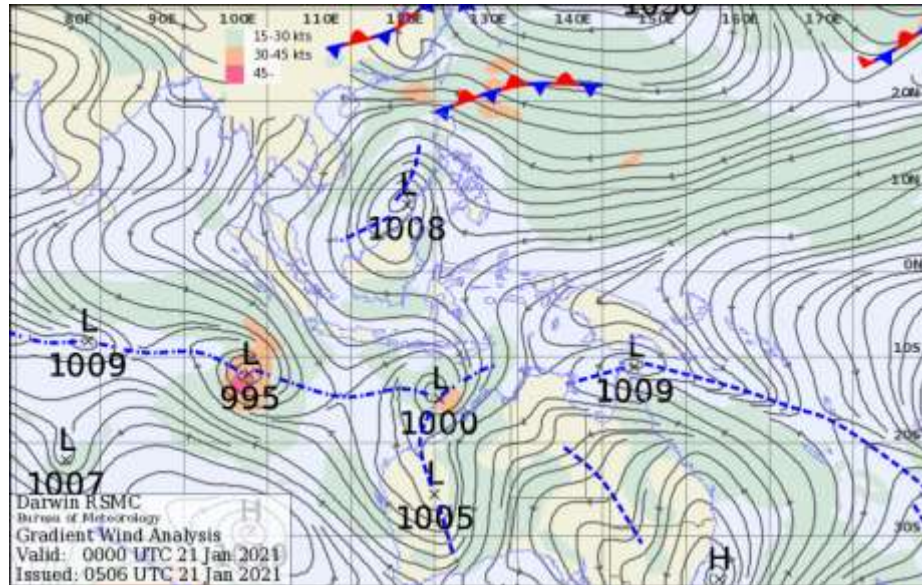 80E 90E 100E 110E 120E 130E 140E 150E 160E 170E
15-30 kts
30-45 kts
45-
20N
10N
L
1008
0N
L
1009
L
995
L
1000
L
1009
10S
20S
L
1007
L
1005
30S
H
H
Darwin RSMC
Bureau of Meteorology
Gradient Wind Analysis
Valid: 0000 UTC 21 Jan 2021
Issued: 0506 UTC 21 Jan 2021